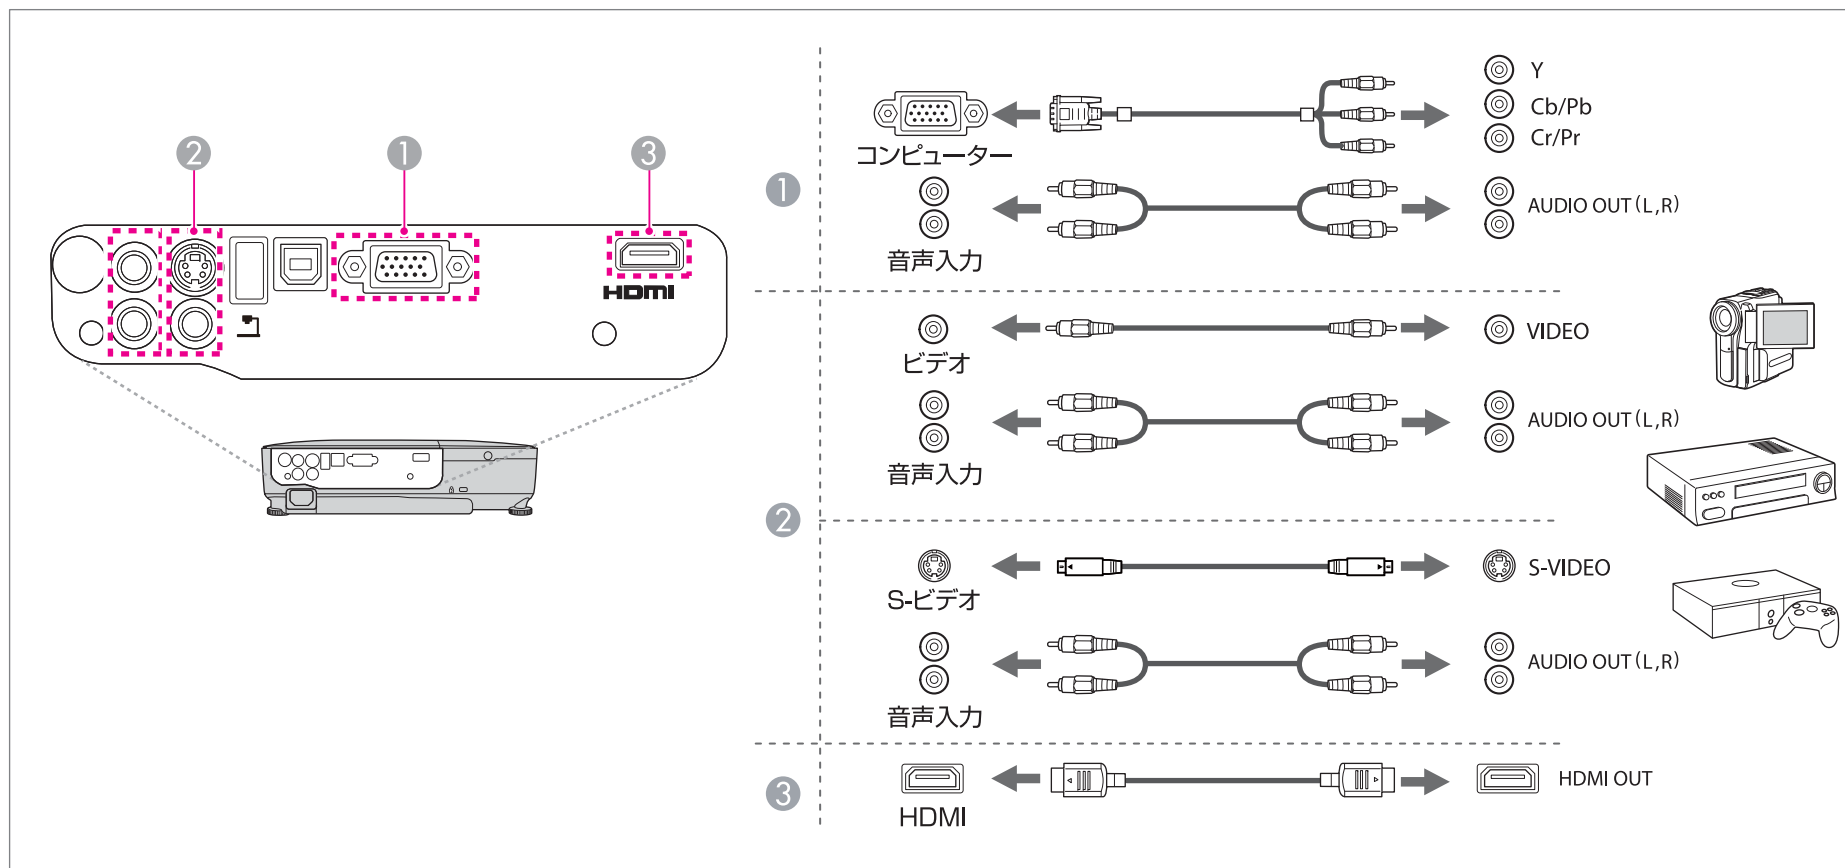 2
1
3
HDMI
1
コンピューター
Y
Cb/Pb
Cr/Pr
音声入力
AUDIO OUT(L,R)
2
ビデオ
VIDEO
音声入力
AUDIO OUT(L,R)
S-ビデオ
S-VIDEO
音声入力
AUDIO OUT(L,R)
3
HDMI
HDMI OUT